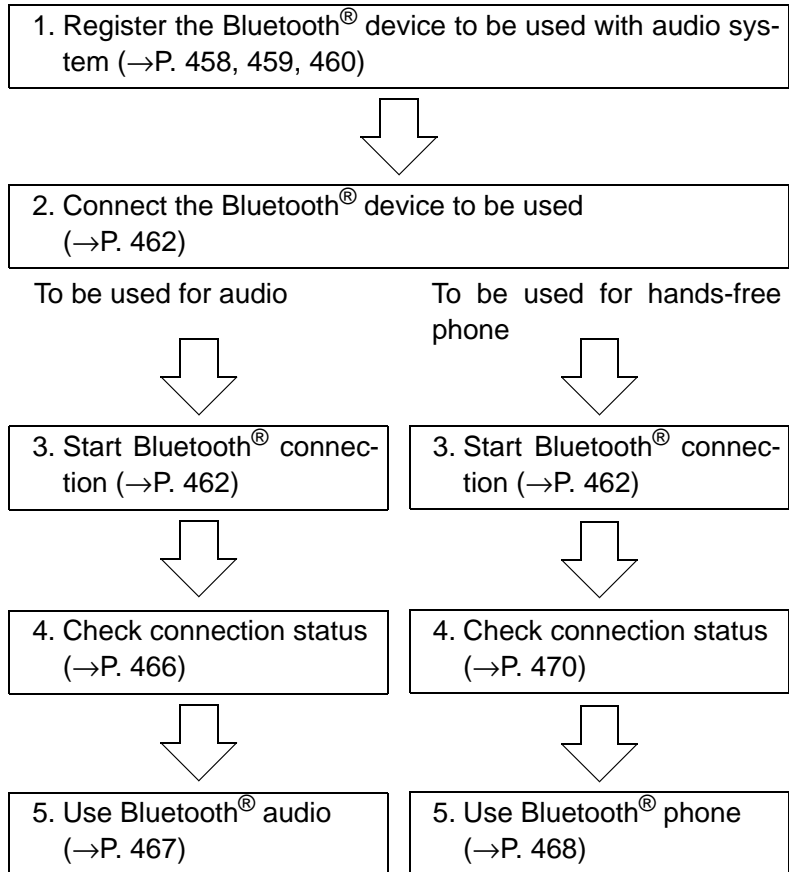 1. Register the Bluetooth® device to be used with audio sys-
tem (→P. 458, 459, 460)
2. Connect the Bluetooth® device to be used
(→P. 462)
To be used for audio
To be used for hands-free
phone
3. Start Bluetooth® connec-
tion (→P. 462)
3. Start Bluetooth® connec-
tion (→P. 462)
4. Check connection status
(→P. 466)
4. Check connection status
(→P. 470)
5. Use Bluetooth® audio
(→P. 467)
5. Use Bluetooth® phone
(→P. 468)